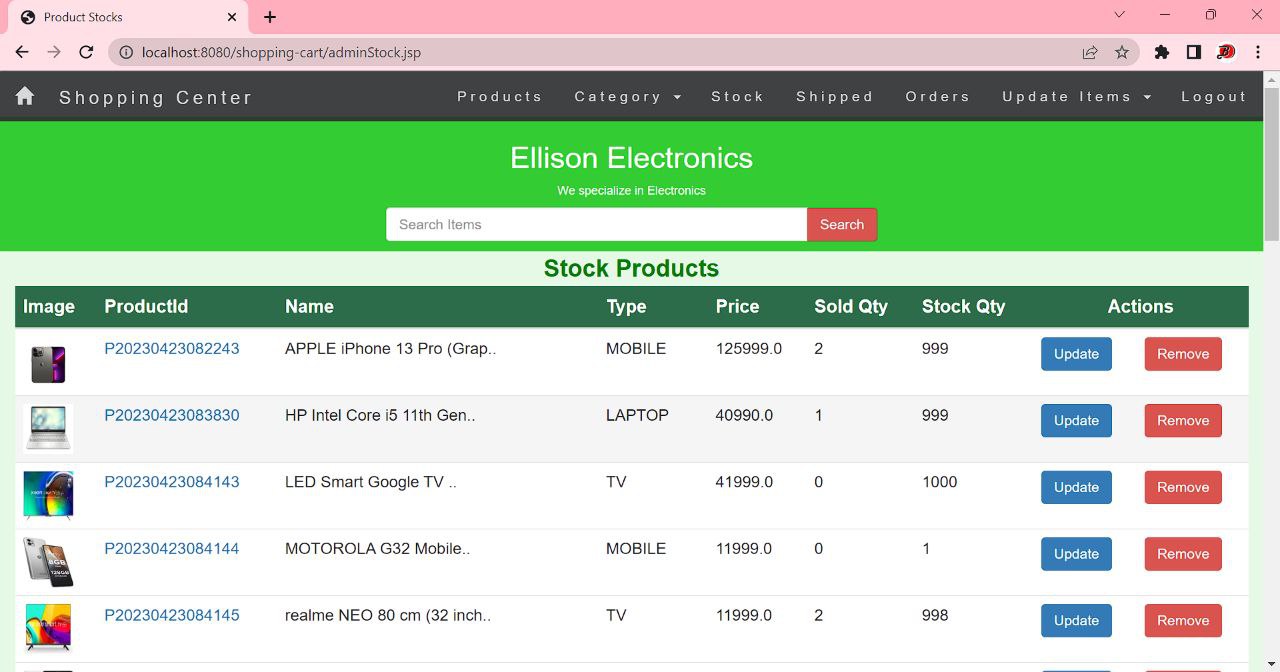 Product Stocks
localhost:8080/shopping-cart/adminStock.jsp
Shopping Center Products Category Stock Shipped Orders Update Items Logout
Ellison Electronics
We specialize in Electronics
Search Items Search
Stock Products
Image ProductId Name Type Price Sold Qty Stock Qty Actions
P20230423082243 APPLE iPhone 13 Pro (Grap.. MOBILE 125999.0 2 999 Update Remove
P20230423083830 HP Intel Core i5 11th Gen.. LAPTOP 40990.0 1 999 Update Remove
P20230423084143 LED Smart Google TV .. TV 41999.0 0 1000 Update Remove
P20230423084144 MOTOROLA G32 Mobile.. MOBILE 11999.0 0 1 Update Remove
8GB
128GB
P20230423084145 realme NEO 80 cm (32 inch.. TV 11999.0 2 998 Update Remove